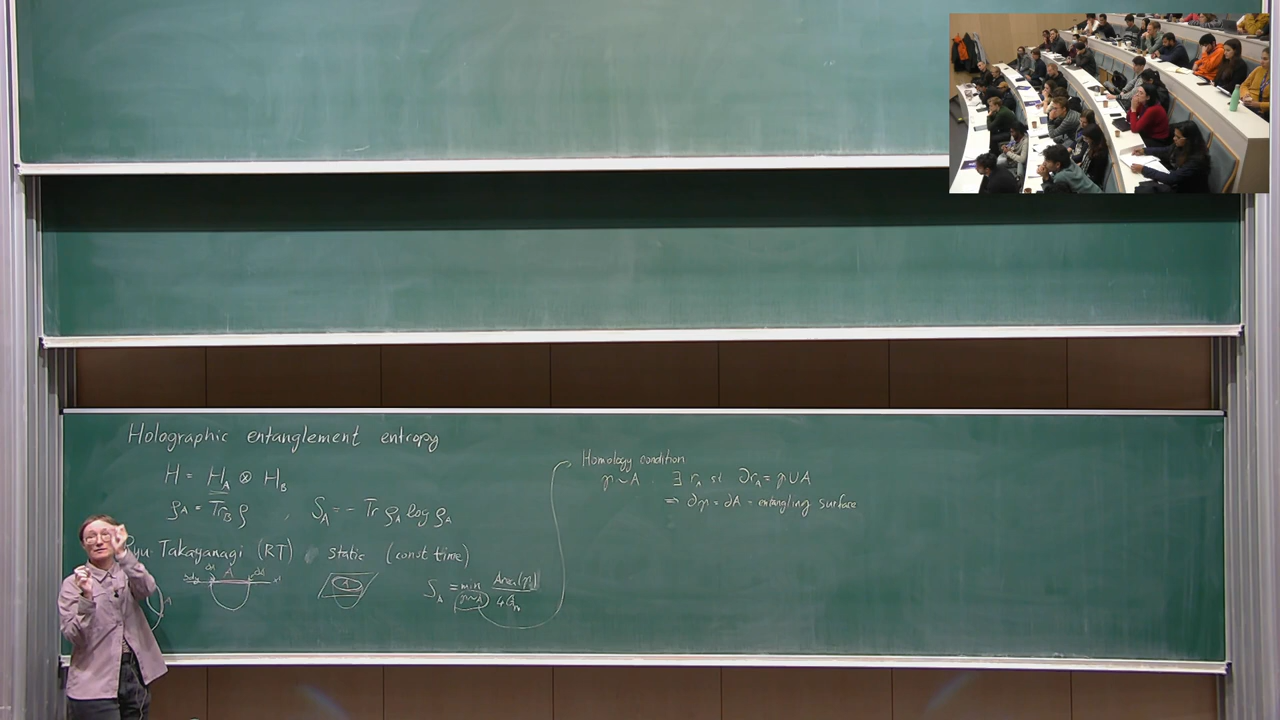 Holographic entanglement entropy
H = H_A ⊗ H_B
ρ_A = Tr_B ρ , S_A = - Tr ρ_A log ρ_A
Ryu Takayanagi (RT) static (const time)
A
A
A
S_A = min Area(γ) / 4G_N
γ~A
Homology condition
γ ~ A : ∃ r_A st ∂r_A = γ ∪ A
⇒ ∂γ = ∂A = entangling surface